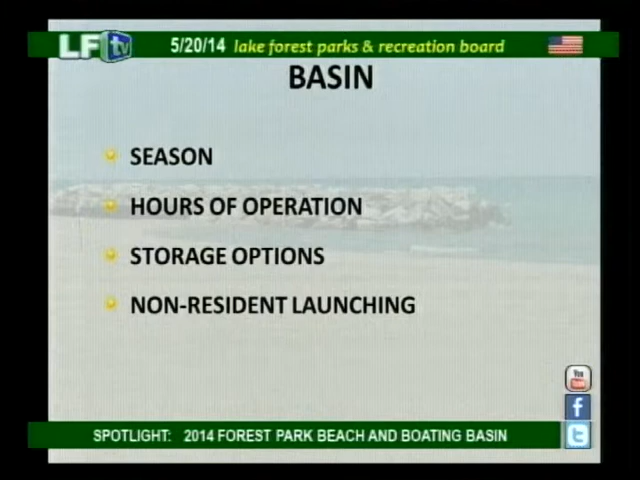 LF tv
5/20/14 lake forest parks & recreation board
BASIN
SEASON
HOURS OF OPERATION
STORAGE OPTIONS
NON-RESIDENT LAUNCHING
You Tube
f
t
SPOTLIGHT: 2014 FOREST PARK BEACH AND BOATING BASIN